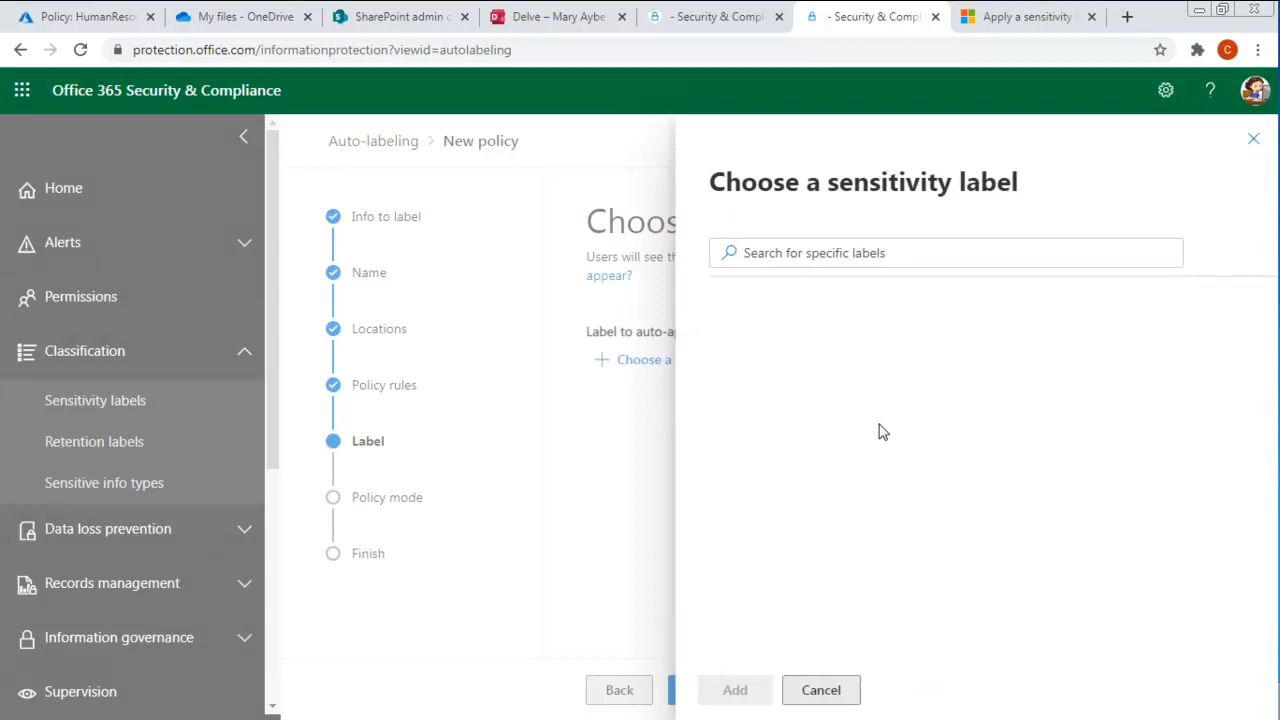 Policy: HumanReso
My files - OneDrive
SharePoint admin c
Delve – Mary Aybe
- Security & Compl
- Security & Compl
Apply a sensitivity l
protection.office.com/informationprotection?viewid=autolabeling
C
Office 365 Security & Compliance
?
Home
Alerts
Permissions
Classification
Sensitivity labels
Retention labels
Sensitive info types
Data loss prevention
Records management
Information governance
Supervision
Auto-labeling > New policy
Info to label
Name
Locations
Policy rules
Label
Policy mode
Finish
Choos
Users will see th
appear?
Label to auto-ap
Choose a
Back
Choose a sensitivity label
Search for specific labels
Add
Cancel